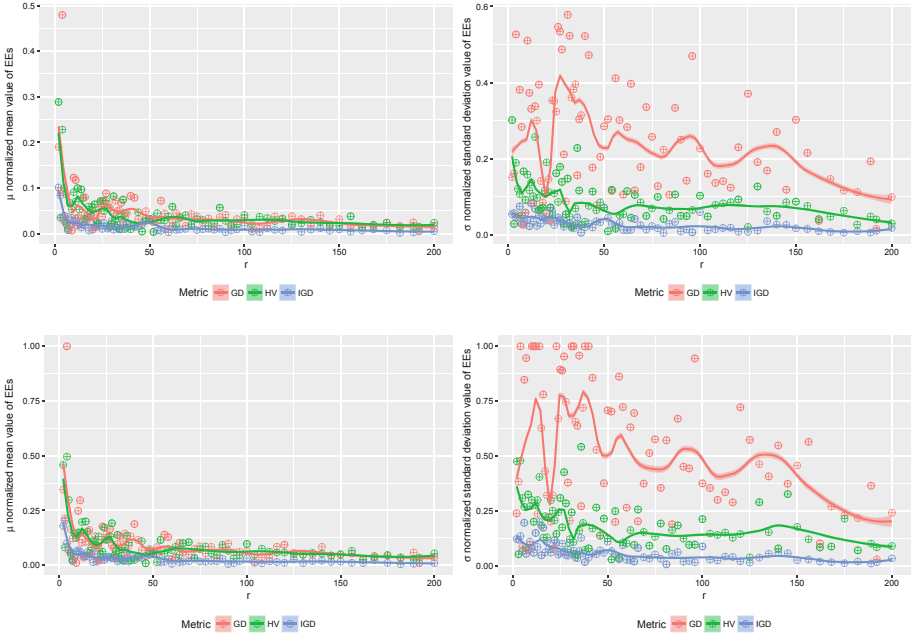 μ normalized mean value of EEs
0.5
0.4
0.3
0.2
0.1
0.0
0 50 100 150 200
r
Metric GD HV IGD
σ normalized standard deviation value of EEs
0.6
0.4
0.2
0.0
0 50 100 150 200
r
Metric GD HV IGD
μ normalized mean value of EEs
1.00
0.75
0.50
0.25
0.00
0 50 100 150 200
r
Metric GD HV IGD
σ normalized standard deviation value of EEs
1.00
0.75
0.50
0.25
0.00
0 50 100 150 200
r
Metric GD HV IGD